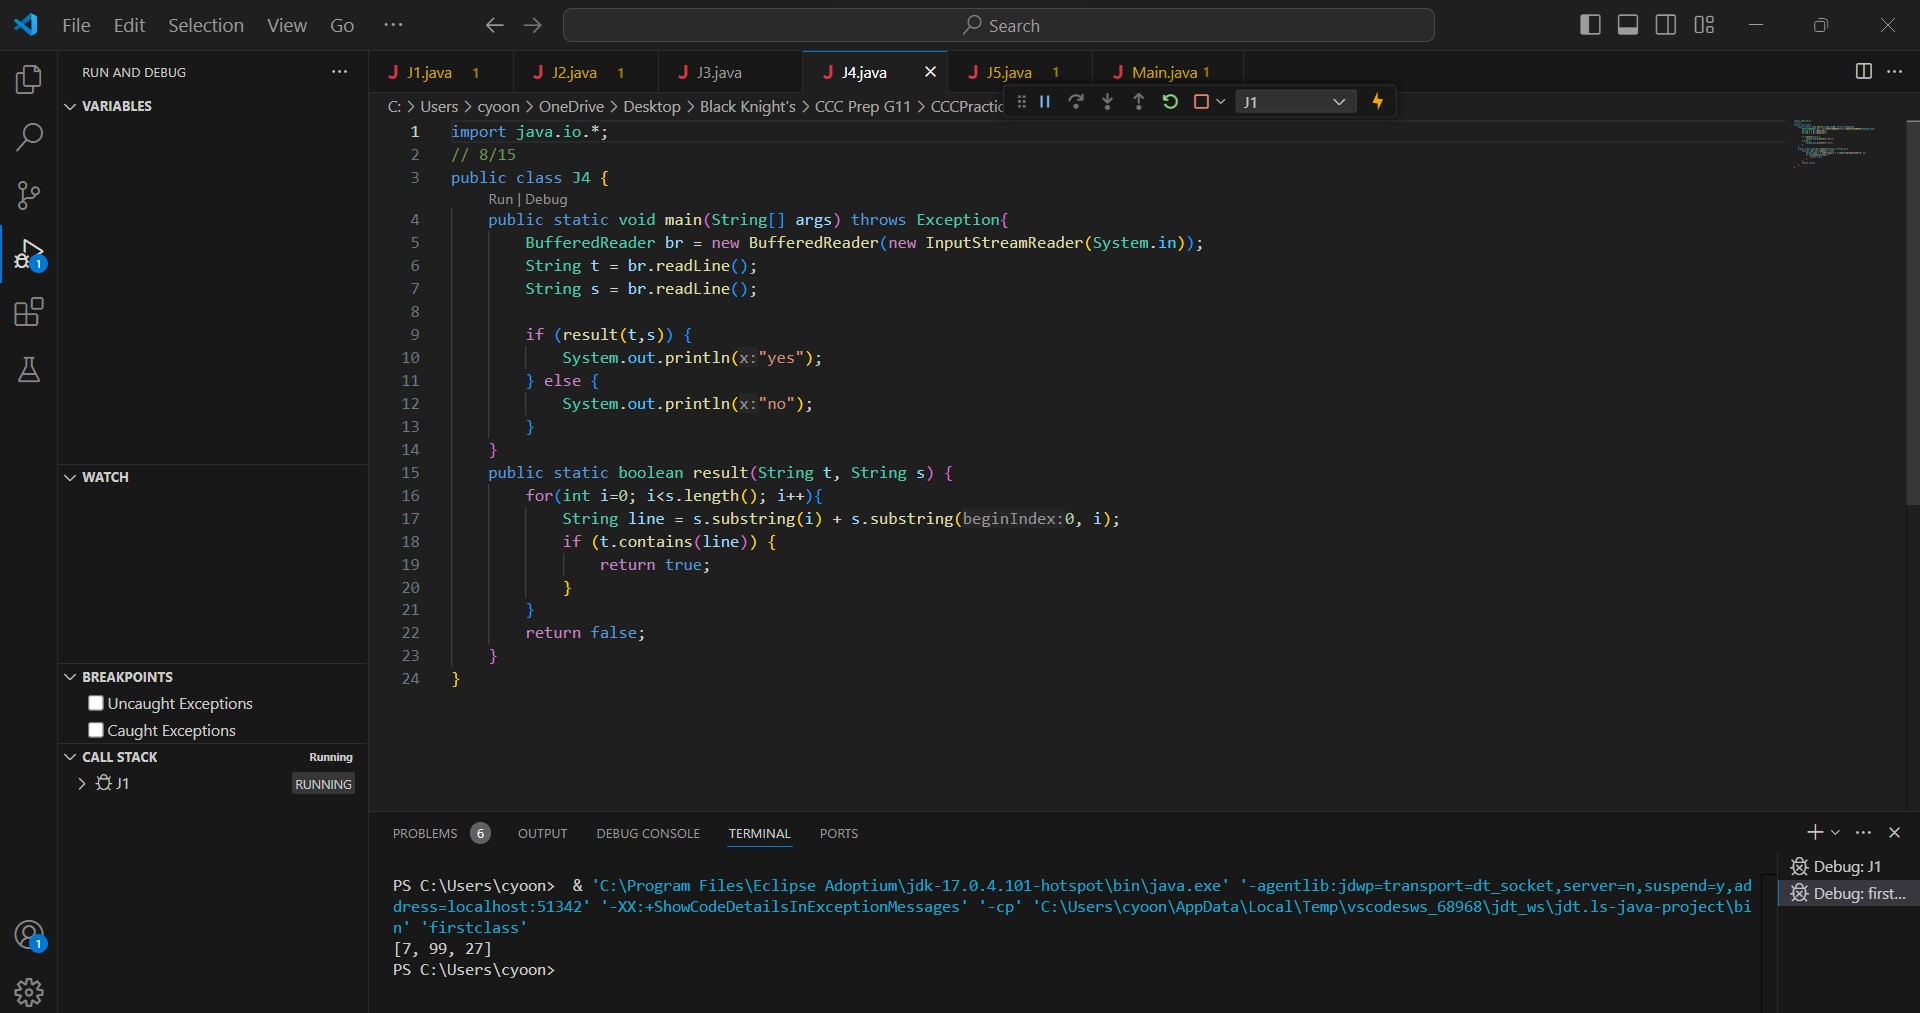 File Edit Selection View Go ··· Search
RUN AND DEBUG ···
VARIABLES
WATCH
BREAKPOINTS
Uncaught Exceptions
Caught Exceptions
CALL STACK Running
J1 RUNNING
1
1
J1.java 1 J2.java 1 J3.java J4.java J5.java 1 Main.java 1
C: > Users > cyoon > OneDrive > Desktop > Black Knight's > CCC Prep G11 > CCCPractic
J1
1 import java.io.*;
2 // 8/15
3 public class J4 {
Run | Debug
4 public static void main(String[] args) throws Exception{
5 BufferedReader br = new BufferedReader(new InputStreamReader(System.in));
6 String t = br.readLine();
7 String s = br.readLine();
8
9 if (result(t,s)) {
10 System.out.println(x:"yes");
11 } else {
12 System.out.println(x:"no");
13 }
14 }
15 public static boolean result(String t, String s) {
16 for(int i=0; i<s.length(); i++){
17 String line = s.substring(i) + s.substring(beginIndex:0, i);
18 if (t.contains(line)) {
19 return true;
20 }
21 }
22 return false;
23 }
24 }
PROBLEMS 6 OUTPUT DEBUG CONSOLE TERMINAL PORTS
PS C:\Users\cyoon>  & 'C:\Program Files\Eclipse Adoptium\jdk-17.0.4.101-hotspot\bin\java.exe' '-agentlib:jdwp=transport=dt_socket,server=n,suspend=y,ad
dress=localhost:51342' '-XX:+ShowCodeDetailsInExceptionMessages' '-cp' 'C:\Users\cyoon\AppData\Local\Temp\vscodesws_68968\jdt_ws\jdt.ls-java-project\bi
n' 'firstclass'
[7, 99, 27]
PS C:\Users\cyoon>
Debug: J1
Debug: first...